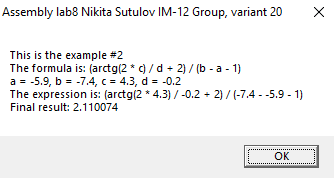 Assembly lab8 Nikita Sutulov IM-12 Group, variant 20
This is the example #2
The formula is: (arctg(2 * c) / d + 2) / (b - a - 1)
a = -5.9, b = -7.4, c = 4.3, d = -0.2
The expression is: (arctg(2 * 4.3) / -0.2 + 2) / (-7.4 - -5.9 - 1)
Final result: 2.110074
OK